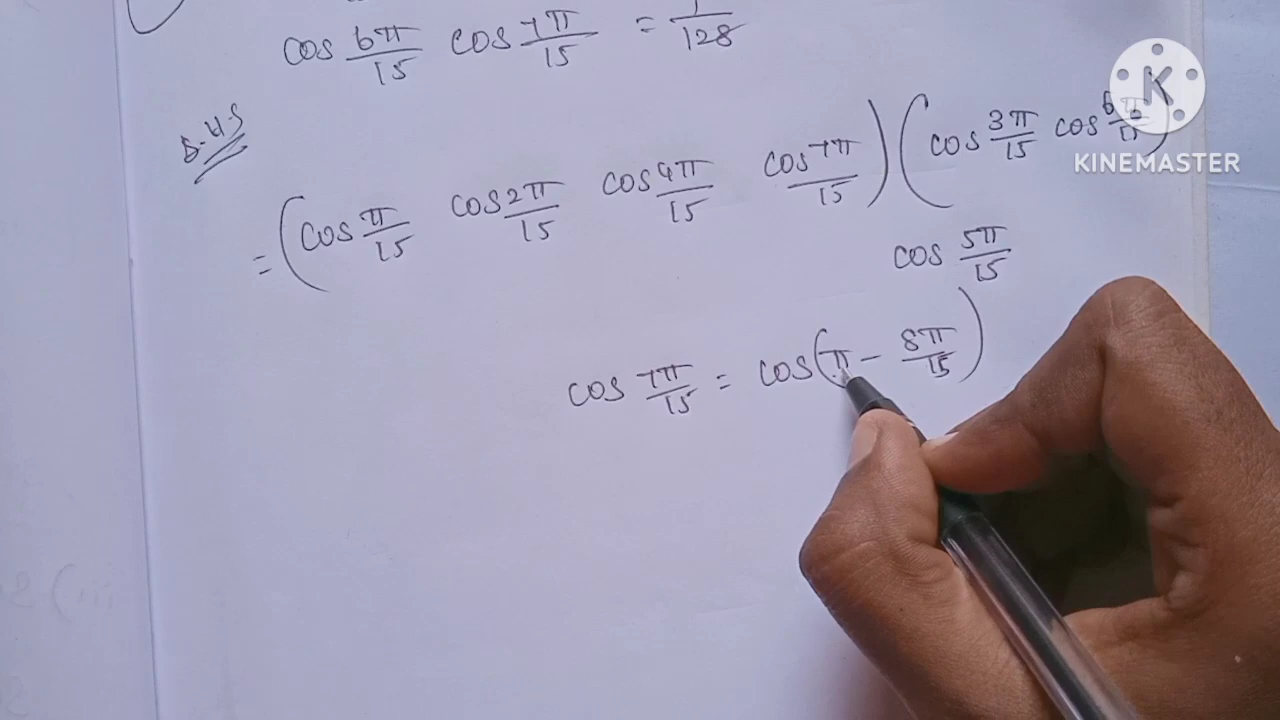 cos 6π/15 cos 7π/15 = 1/128
= (cos π/15 cos 2π/15 cos 4π/15 cos 7π/15) (cos 3π/15 cos 6π/15
cos 5π/15
cos 7π/15 = cos(π - 8π/15)
KINEMASTER